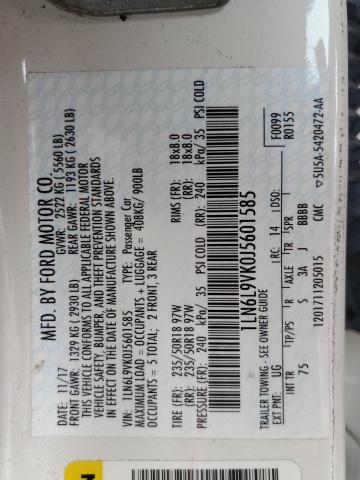 MFD. BY FORD MOTOR CO.
11/17 GVWR: 2522 KG ( 5560 LB)
FRONT GAWR: 1329 KG ( 2930 LB) REAR GAWR: 1193 KG ( 2630 LB)
THIS VEHICLE CONFORMS TO ALL APPLICABLE FEDERAL MOTOR
VEHICLE SAFETY, BUMPER, AND THEFT PREVENTION STANDARDS
IN EFFECT ON THE DATE OF MANUFACTURE SHOWN ABOVE.
VIN: 1LN6L9VK0J5601585 TYPE: Passenger Car
MAXIMUM LOAD = OCCUPANTS + LUGGAGE = 408KG/ 900LB
OCCUPANTS = 5 TOTAL; 2 FRONT, 3 REAR
1LN6L9VK0J5601585
TIRE (FR): 235/50R18 97W RIMS (FR): 18x8.0
TIRE (RR): 235/50R18 97W (RR): 18x8.0
PRESSURE (FR): 240 kPa/ 35 PSI COLD (RR): 240 kPa/ 35 PSI COLD
TRAILER TOWING - SEE OWNER GUIDE F0099
EXT PNT: UG RC: 14 DSO: R0155
INT TR TP/PS R AXLE TR SPR
75 S 3A J BBBB
120171120​5015 CMC 5U5A-5420472-AA